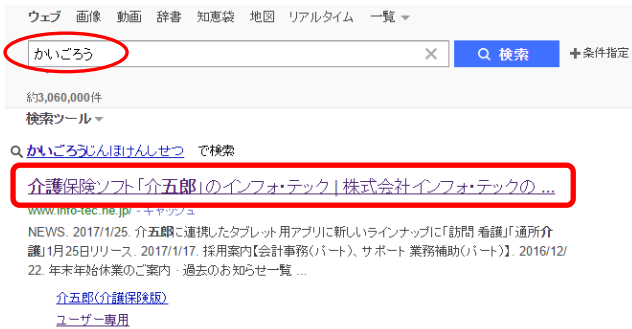 ウェブ 画像 動画 辞書 知恵袋 地図 リアルタイム 一覧
かいごろう × 検索 +条件指定
約3,060,000件
検索ツール
かいごろうじんほけんしせつ で検索
介護保険ソフト「介五郎」のインフォ・テック | 株式会社インフォ・テックの ...
www.info-tec.ne.jp/ - キャッシュ
NEWS. 2017/1/25. 介五郎に連携したタブレット用アプリに新しいラインナップに「訪問 看護」「通所介
護」1月25日リリース. 2017/1/17. 採用案内【会計事務(パート)、サポート 業務補助(パート)】. 2016/12/
22. 年末年始休業のご案内 · 過去のお知らせ一覧 ...
介五郎(介護保険版)
ユーザー専用